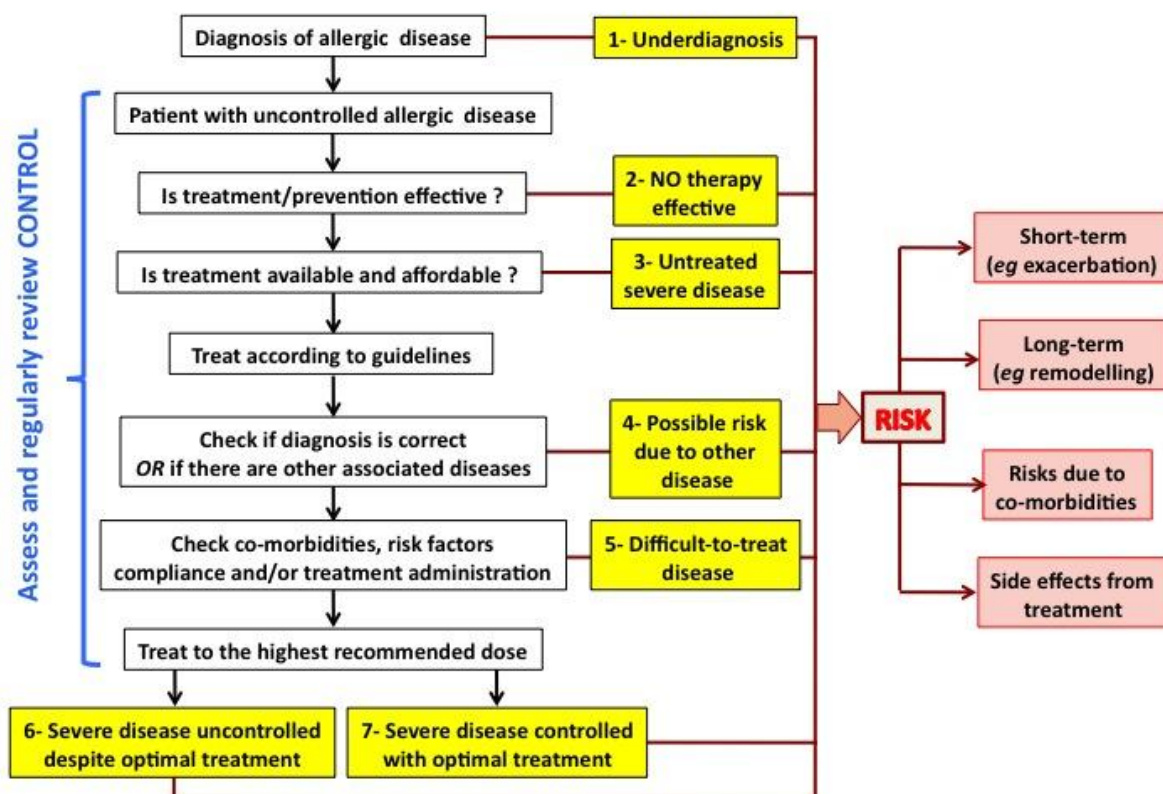 Diagnosis of allergic disease
1- Underdiagnosis
Assess and regularly review CONTROL
Patient with uncontrolled allergic disease
Is treatment/prevention effective ?
2- NO therapy
effective
Is treatment available and affordable ?
3- Untreated
severe disease
Treat according to guidelines
Check if diagnosis is correct
OR if there are other associated diseases
4- Possible risk
due to other
disease
Check co-morbidities, risk factors
compliance and/or treatment administration
5- Difficult-to-treat
disease
Treat to the highest recommended dose
6- Severe disease uncontrolled
despite optimal treatment
7- Severe disease controlled
with optimal treatment
RISK
Short-term
(eg exacerbation)
Long-term
(eg remodelling)
Risks due to
co-morbidities
Side effects from
treatment